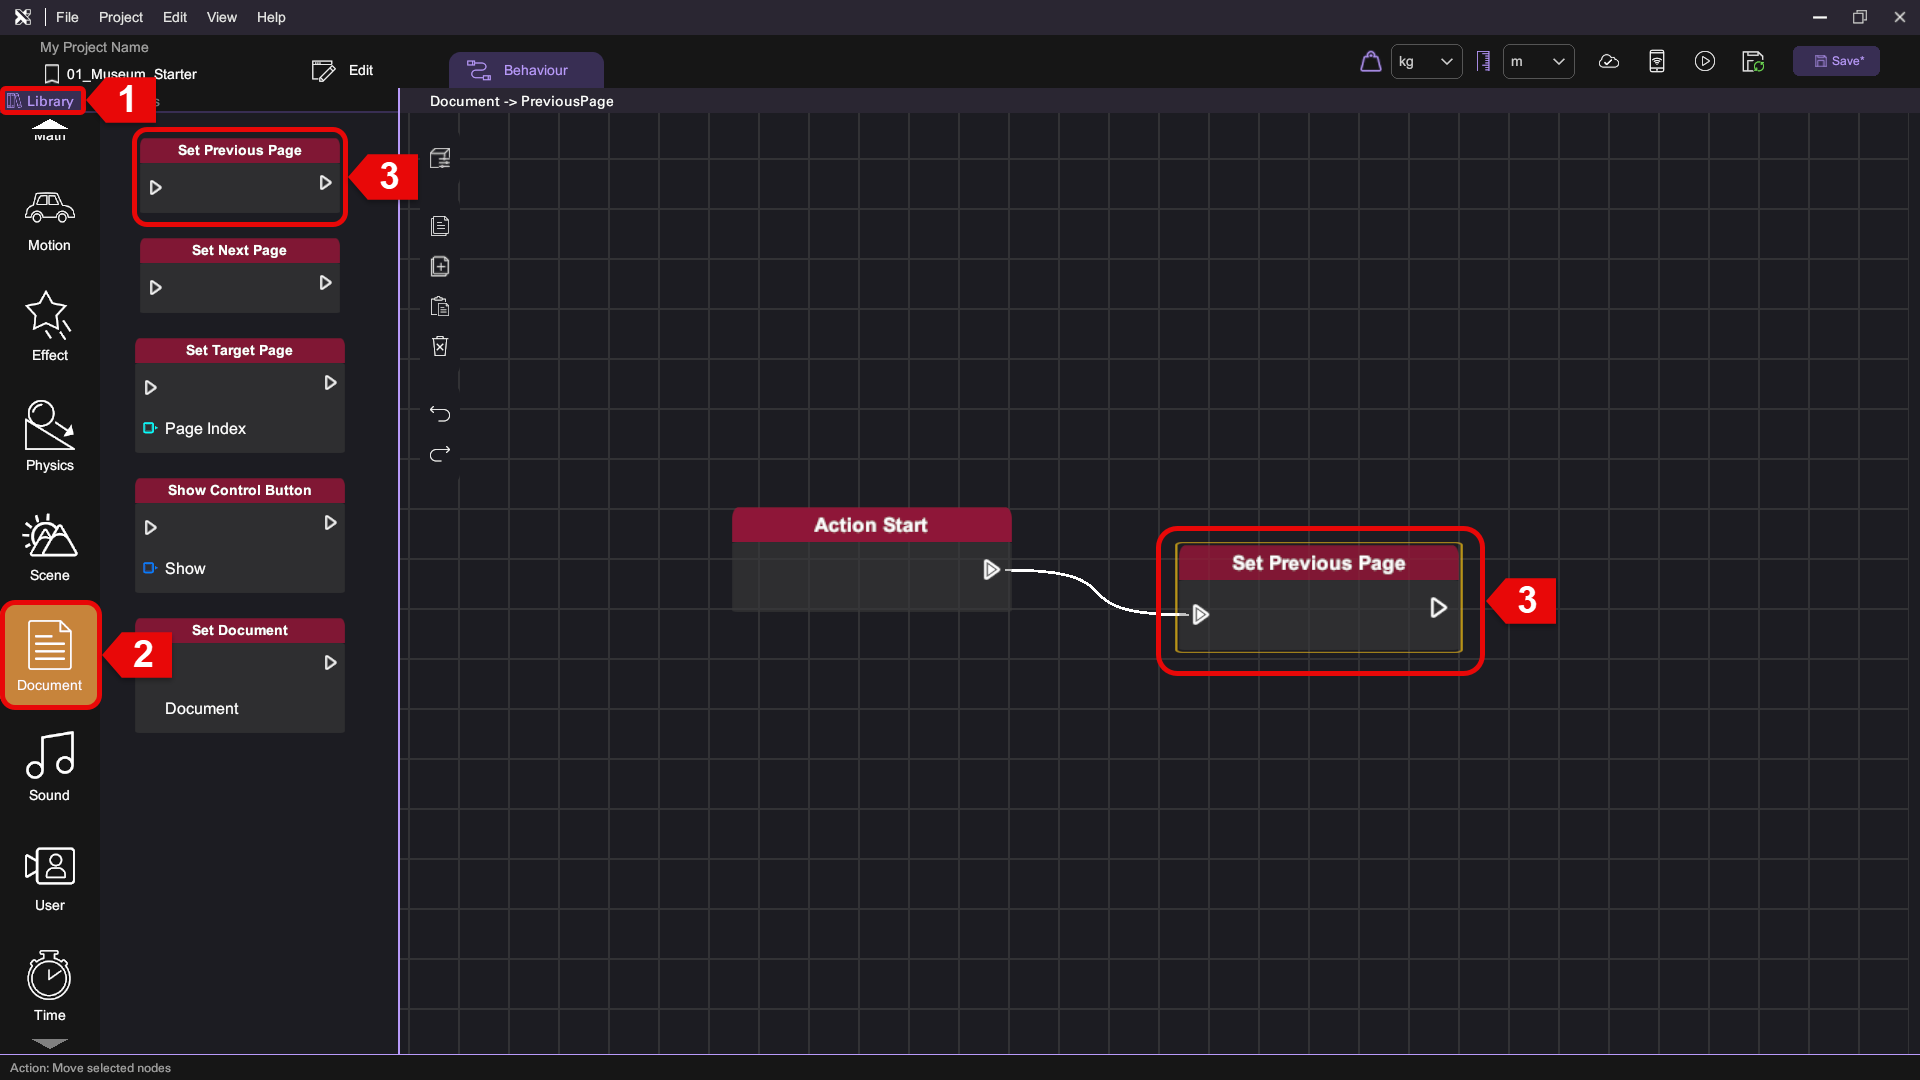 File Project Edit View Help
My Project Name
01_Museum_Starter
Edit
Behaviour
kg
m
Save*
Library
1
s
Document -> PreviousPage
Math
Motion
Effect
Physics
Scene
Document
Sound
User
Time
2
Set Previous Page
3
Set Next Page
Set Target Page
Page Index
Show Control Button
Show
Set Document
Document
Action Start
Set Previous Page
3
Action: Move selected nodes